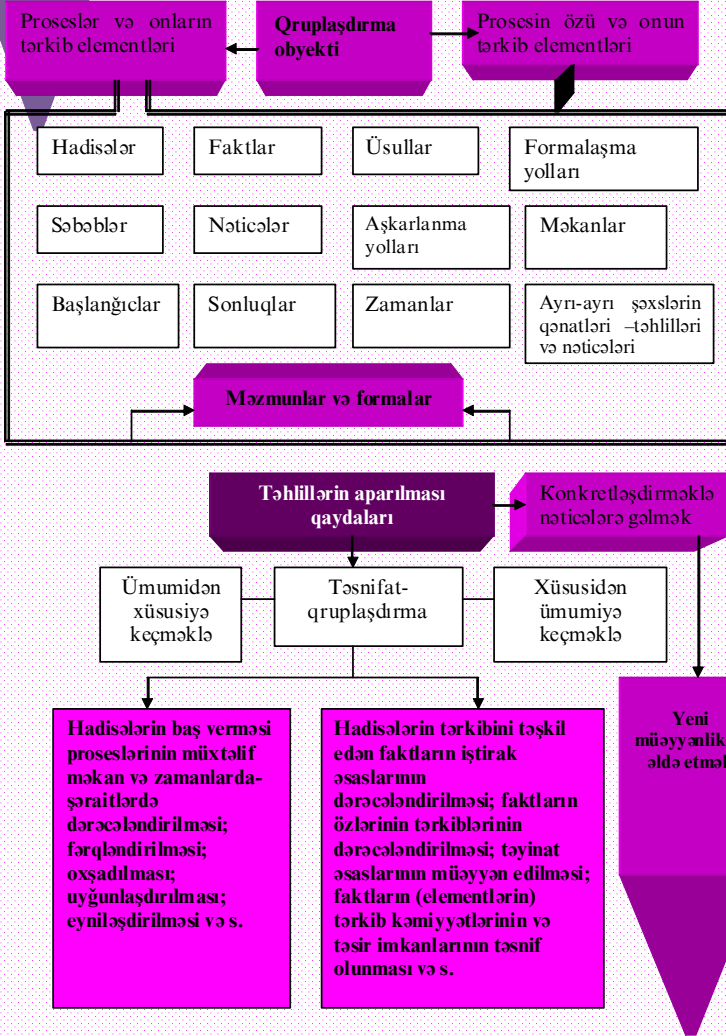 Proseslər və onların
tərkib elementləri
Qruplaşdırma
obyekti
Prosesin özü və onun
tərkib elementləri
Hadisələr
Faktlar
Üsullar
Formalaşma
yolları
Səbəblər
Nəticələr
Aşkarlanma
yolları
Məkanlar
Başlanğıclar
Sonluqlar
Zamanlar
Ayrı-ayrı şəxslərin
qənatləri –təhlilləri
və nəticələri
Məzmunlar və formalar
Təhlillərin aparılması
qaydaları
Konkretləşdirməklə
nəticələrə gəlmək
Ümumidən
xüsusiyə
keçməklə
Təsnifat-
qruplaşdırma
Xüsusidən
ümumiyə
keçməklə
Hadisələrin baş verməsi
proseslərinin müxtəlif
məkan və zamanlarda-
şəraitlərdə
dərəcələndirilməsi;
fərqləndirilməsi;
oxşadılması;
uyğunlaşdırılması;
eyniləşdirilməsi və s.
Hadisələrin tərkibini təşkil
edən faktların iştirak
əsaslarının
dərəcələndirilməsi; faktların
özlərinin tərkiblərinin
dərəcələndirilməsi; təyinat
əsaslarının müəyyən edilməsi;
faktların (elementlərin)
tərkib kəmiyyətlərinin və
təsir imkanlarının təsnif
olunması və s.
Yeni
müəyyənlik
əldə etmə